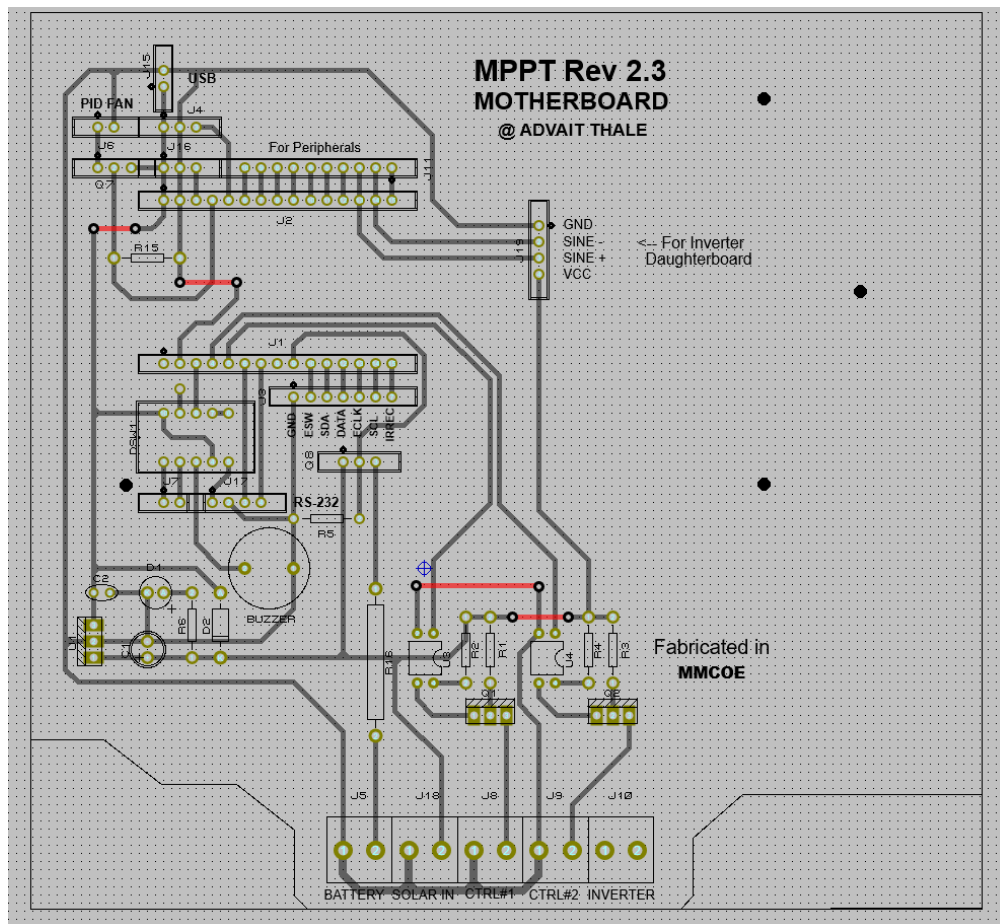 MPPT Rev 2.3
MOTHERBOARD
@ ADVAIT THALE
J15
USB
PID FAN
J4
J6
J16
For Peripherals
J11
Q7
J2
GND
SINE -
SINE +
VCC
J19
<-- For Inverter
Daughterboard
R15
J1
J3
GND
ESW
SDA
DATA
ECLK
SCL
IRREC
DSW1
Q8
J7
J17
RS-232
R5
C2
D1
BUZZER
R6
D2
R16
U3
R2
R1
U4
R4
R3
Fabricated in
MMCOE
Q1
Q2
J5
J18
J8
J9
J10
BATTERY
SOLAR IN
CTRL#1
CTRL#2
INVERTER